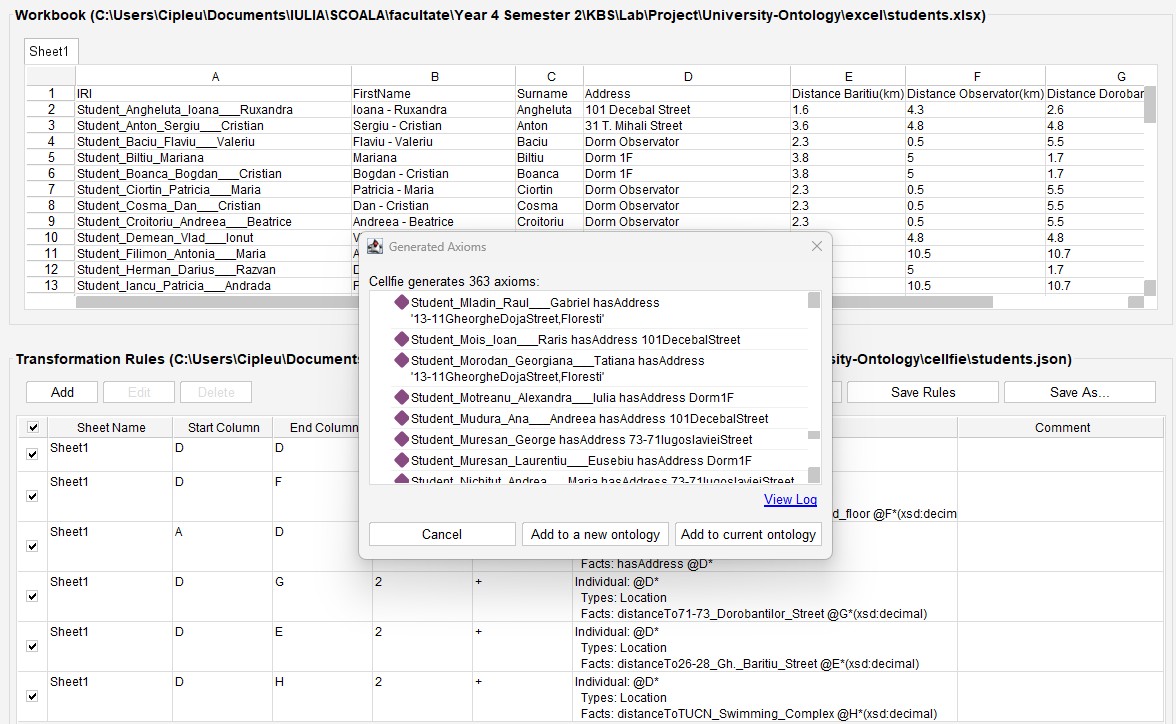 Workbook (C:\Users\Cipleu\Documents\IULIA\SCOALA\facultate\Year 4 Semester 2\KBS\Lab\Project\University-Ontology\excel\students.xlsx)
Sheet1
A B C D E F G
1 IRI FirstName Surname Address Distance Baritiu(km) Distance Observator(km) Distance Dorobar
2 Student_Angheluta_Ioana___Ruxandra Ioana - Ruxandra Angheluta 101 Decebal Street 1.6 4.3 2.6
3 Student_Anton_Sergiu___Cristian Sergiu - Cristian Anton 31 T. Mihali Street 3.6 4.8 4.8
4 Student_Baciu_Flaviu___Valeriu Flaviu - Valeriu Baciu Dorm Observator 2.3 0.5 5.5
5 Student_Biltiu_Mariana Mariana Biltiu Dorm 1F 3.8 5 1.7
6 Student_Boanca_Bogdan___Cristian Bogdan - Cristian Boanca Dorm 1F 3.8 5 1.7
7 Student_Ciortin_Patricia___Maria Patricia - Maria Ciortin Dorm Observator 2.3 0.5 5.5
8 Student_Cosma_Dan___Cristian Dan - Cristian Cosma Dorm Observator 2.3 0.5 5.5
9 Student_Croitoriu_Andreea___Beatrice Andreea - Beatrice Croitoriu Dorm Observator 2.3 0.5 5.5
10 Student_Demean_Vlad___Ionut 4.8 4.8
11 Student_Filimon_Antonia___Maria 10.5 10.7
12 Student_Herman_Darius___Razvan 5 1.7
13 Student_Iancu_Patricia___Andrada 10.5 10.7
Generated Axioms
Cellfie generates 363 axioms:
Student_Mladin_Raul___Gabriel hasAddress
'13-11GheorgheDojaStreet,Floresti'
Student_Mois_Ioan___Raris hasAddress 101DecebalStreet
Student_Morodan_Georgiana___Tatiana hasAddress
'13-11GheorgheDojaStreet,Floresti'
Student_Motreanu_Alexandra___Iulia hasAddress Dorm1F
Student_Mudura_Ana___Andreea hasAddress 101DecebalStreet
Student_Muresan_George hasAddress 73-71IugoslavieiStreet
Student_Muresan_Laurentiu___Eusebiu hasAddress Dorm1F
Student_Nichitut_Andrea___Maria hasAddress 73-71IugoslavieiStreet
View Log
Cancel Add to a new ontology Add to current ontology
Transformation Rules (C:\Users\Cipleu\Document sity-Ontology\cellfie\students.json)
Add Edit Delete Save Rules Save As...
Sheet Name Start Column End Column Comment
Sheet1 D D
Sheet1 D F
d_floor @F*(xsd:decim
Sheet1 A D
Facts: hasAddress @D*
Sheet1 D G 2 + Individual: @D*
Types: Location
Facts: distanceTo71-73_Dorobantilor_Street @G*(xsd:decimal)
Sheet1 D E 2 + Individual: @D*
Types: Location
Facts: distanceTo26-28_Gh._Baritiu_Street @E*(xsd:decimal)
Sheet1 D H 2 + Individual: @D*
Types: Location
Facts: distanceToTUCN_Swimming_Complex @H*(xsd:decimal)